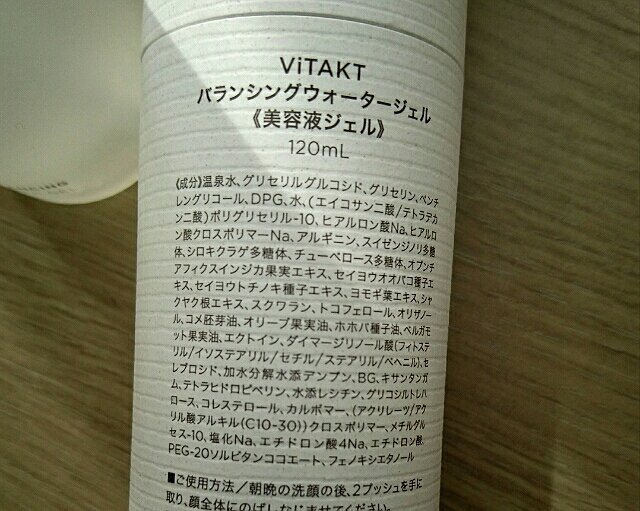 ViTAKT
バランシングウォータージェル
《美容液ジェル》
120mL
《成分》温泉水、グリセリルグルコシド、グリセリン、ペンチ
レングリコール、DPG、水、(エイコサン二酸/テトラデカ
ン二酸)ポリグリセリル-10、ヒアルロン酸Na、ヒアルロ
ン酸クロスポリマーNa、アルギニン、スイゼンジノリ多糖
体、シロキクラゲ多糖体、チューベロース多糖体、オプンチ
アフィクスインジカ果実エキス、セイヨウオオバコ種子エ
キス、セイヨウトチノキ種子エキス、ヨモギ葉エキス、シャ
クヤク根エキス、スクワラン、トコフェロール、オリザノー
ル、コメ胚芽油、オリーブ果実油、ホホバ種子油、ベルガモ
ット果実油、エクトイン、ダイマージリノール酸(フィトステ
リル/イソステアリル/セチル/ステアリル/ベヘニル)、セ
レブロシド、加水分解水添デンプン、BG、キサンタンガ
ム、テトラヒドロピペリン、水添レシチン、グリコシルトレハ
ロース、コレステロール、カルボマー、(アクリレーツ/アク
リル酸アルキル(C10-30))クロスポリマー、メチルグル
セス-10、塩化Na、エチドロン酸4Na、エチドロン酸、
PEG-20ソルビタンココエート、フェノキシエタノール
■ご使用方法/朝晩の洗顔の後、2プッシュを手に
取り、顔全体にのばしなじませてください。